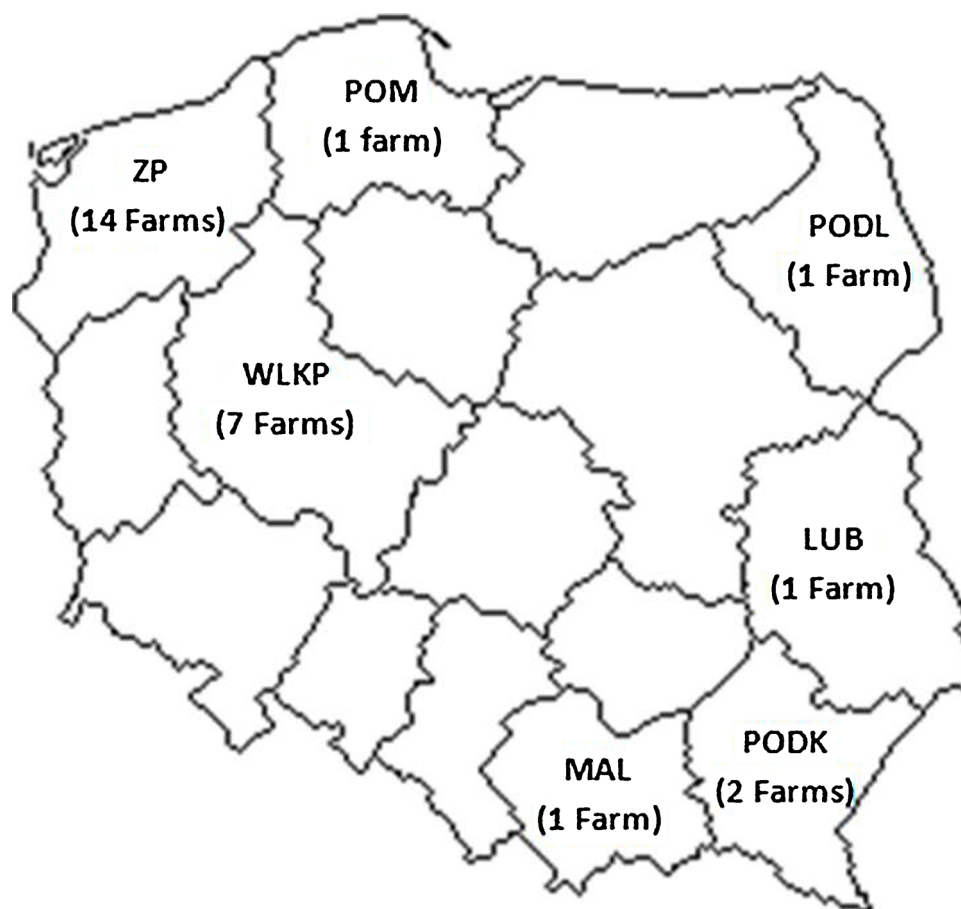 POM
(1 farm)
ZP
(14 Farms)
PODL
(1 Farm)
WLKP
(7 Farms)
LUB
(1 Farm)
PODK
(2 Farms)
MAL
(1 Farm)